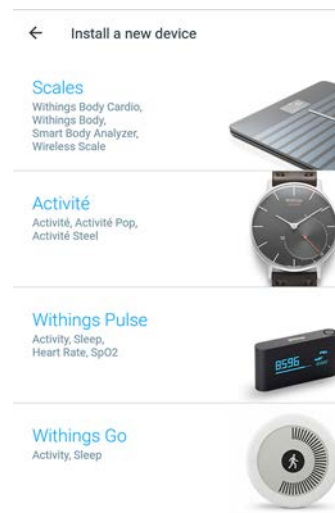 Install a new device
Scales
Withings Body Cardio,
Withings Body,
Smart Body Analyzer,
Wireless Scale
Activité
Activité, Activité Pop,
Activité Steel
Withings Pulse
Activity, Sleep,
Heart Rate, SpO2
8596
Withings Go
Activity, Sleep